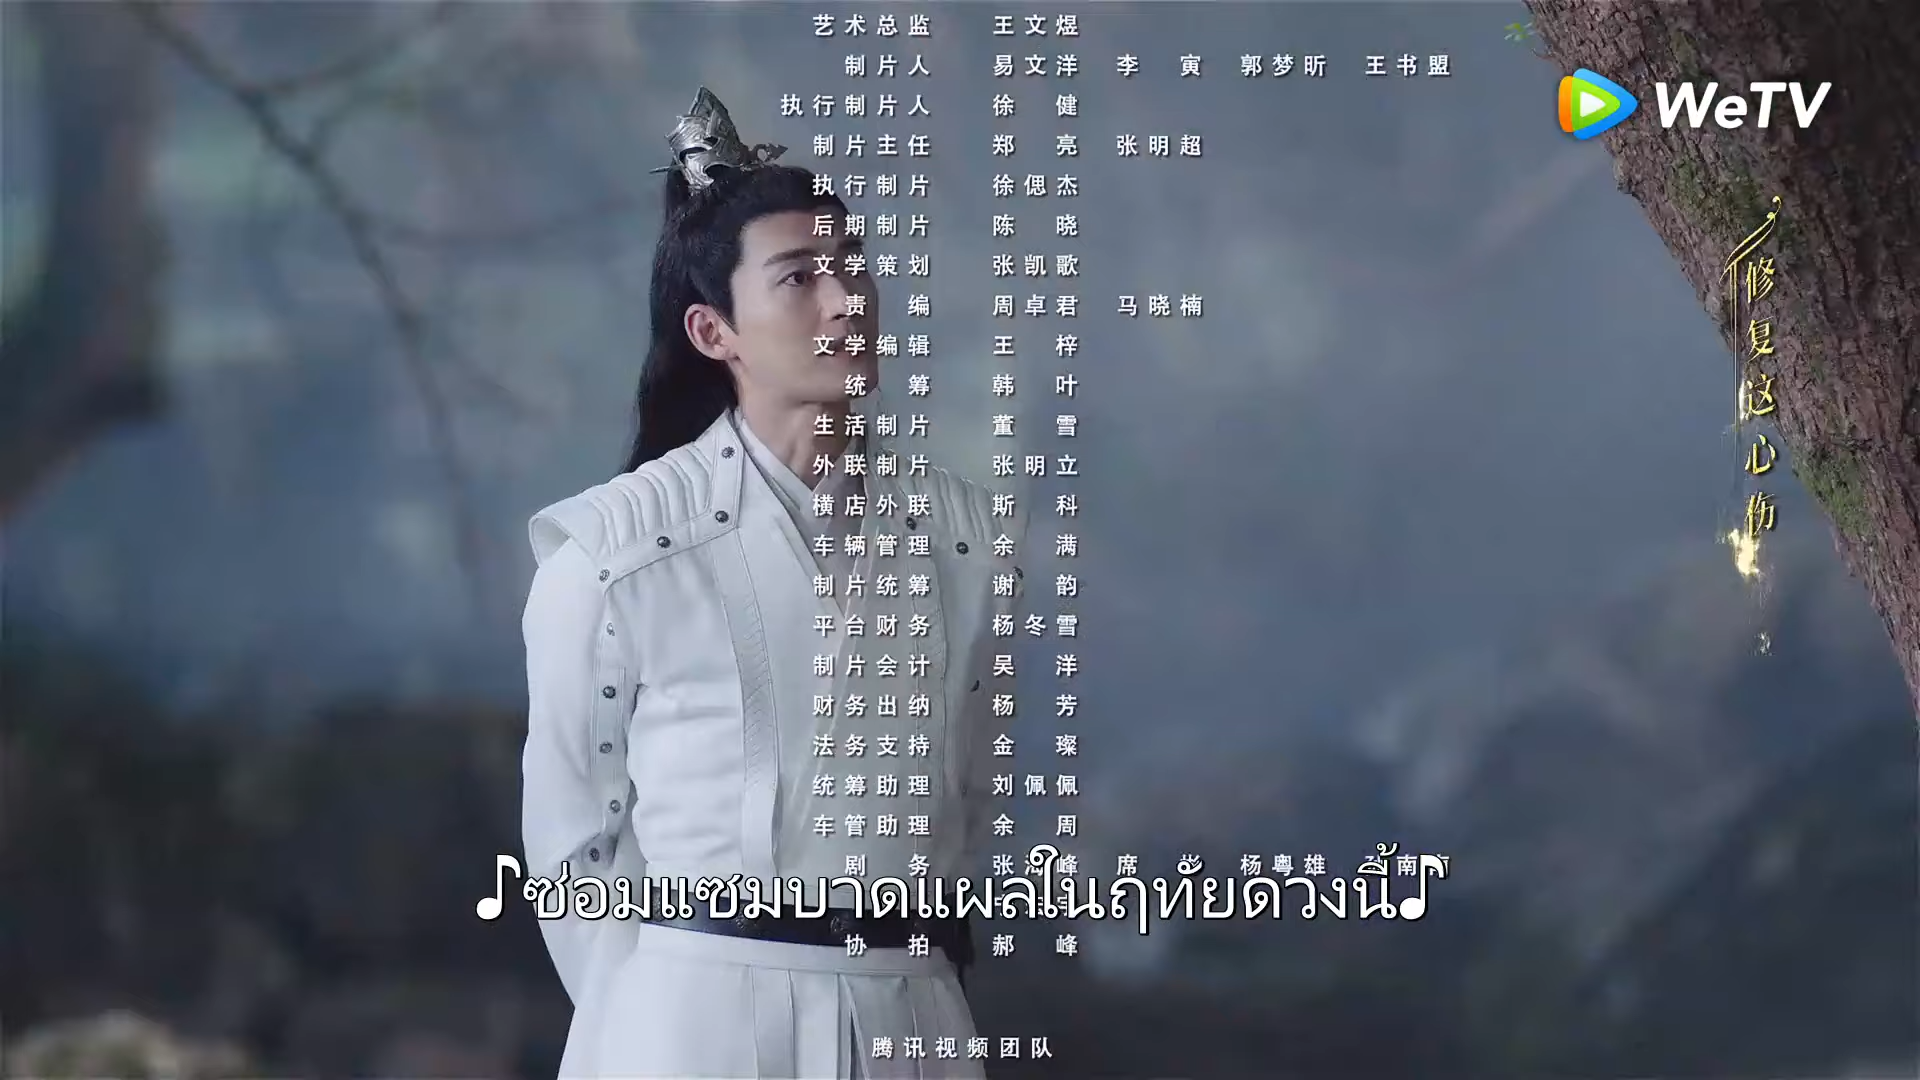 艺术总监 王文煜
制片人 易文洋 李寅 郭梦昕 王书盟
执行制片人 徐健
制片主任 郑亮 张明超
执行制片 徐偲杰
后期制片 陈晓
文学策划 张凯歌
责编 周卓君 马晓楠
文学编辑 王梓
统筹 韩叶
生活制片 董雪
外联制片 张明立
横店外联 斯科
车辆管理 余满
制片统筹 谢韵
平台财务 杨冬雪
制片会计 吴洋
财务出纳 杨芳
法务支持 金璨
统筹助理 刘佩佩
车管助理 余周
剧务 席 杨粤雄
♪ซ่อมแซมบาดแผลในฤทัยดวงนี้♪
协拍 郝峰
腾讯视频团队
WeTV
修复这心伤